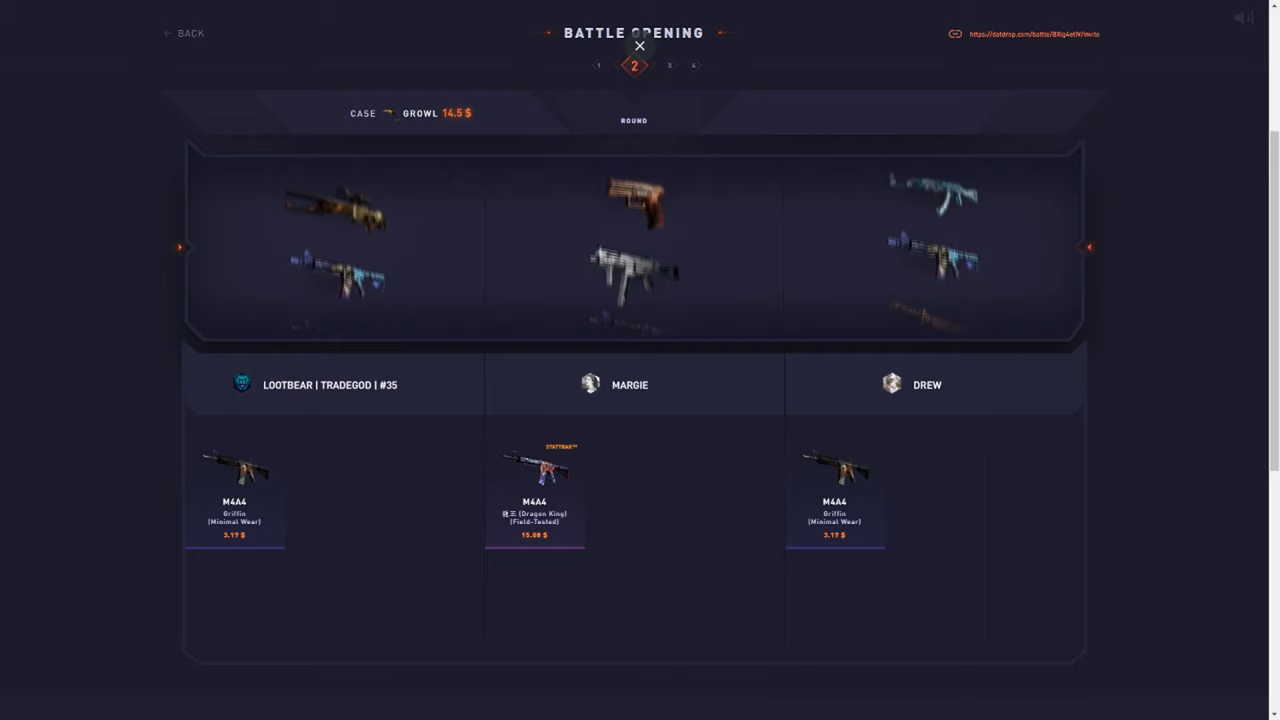 ← BACK
BATTLE OPENING
https://datdrop.com/battle/BXig4etiV/invite
1
2
3
4
CASE GROWL 14.5 $
ROUND
LOOTBEAR | TRADEGOD | #35
MARGIE
DREW
M4A4
Griffin
(Minimal Wear)
3.17 $
STATTRAK™
M4A4
龍王 (Dragon King)
(Field-Tested)
15.08 $
M4A4
Griffin
(Minimal Wear)
3.17 $